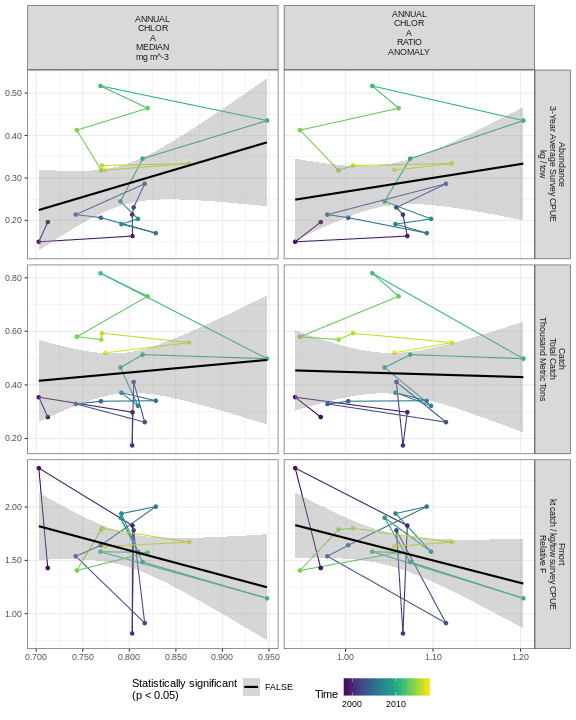 ANNUAL
CHLOR
A
MEDIAN
mg m^-3
ANNUAL
CHLOR
A
RATIO
ANOMALY
0.50
0.40
0.30
0.20
Abundance
3-Year Average Survey CPUE
kg / tow
0.80
0.60
0.40
0.20
Catch
Total Catch
Thousand Metric Tons
2.00
1.50
1.00
Fmort
kt catch / kg/tow survey CPUE
Relative F
0.700 0.750 0.800 0.850 0.900 0.950
1.00 1.10 1.20
Statistically significant
(p < 0.05)
FALSE
Time
2000 2010